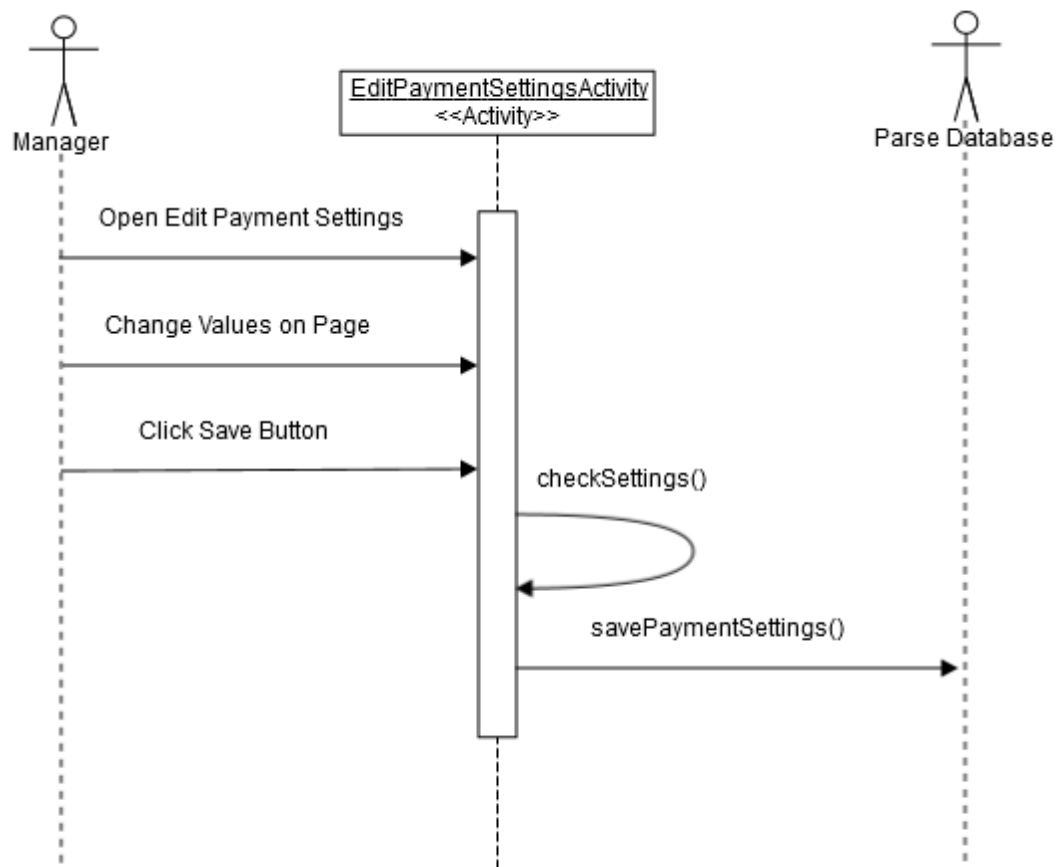 EditPaymentSettingsActivity
<<Activity>>
Manager
Parse Database
Open Edit Payment Settings
Change Values on Page
Click Save Button
checkSettings()
savePaymentSettings()